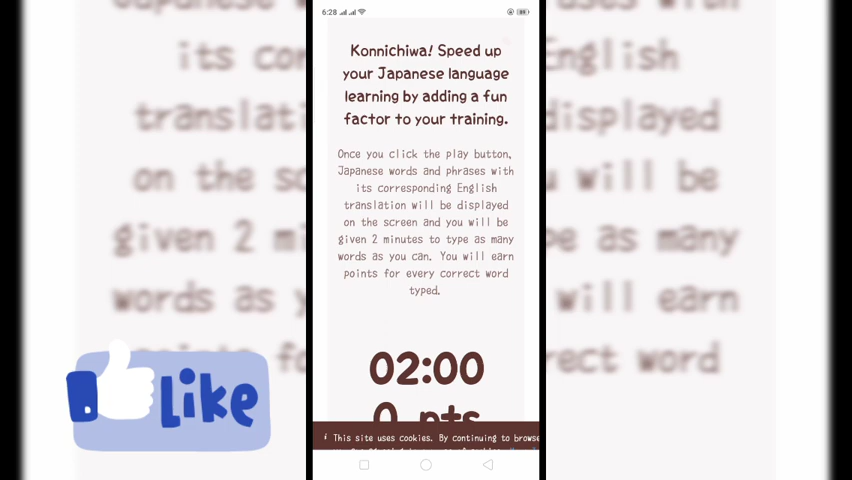 6:28
Konnichiwa! Speed up
your Japanese language
learning by adding a fun
factor to your training.
Once you click the play button,
Japanese words and phrases with
its corresponding English
translation will be displayed
on the screen and you will be
given 2 minutes to type as many
words as you can. You will earn
points for every correct word
typed.
02:00
0 pts
This site uses cookies. By continuing to browse
Like